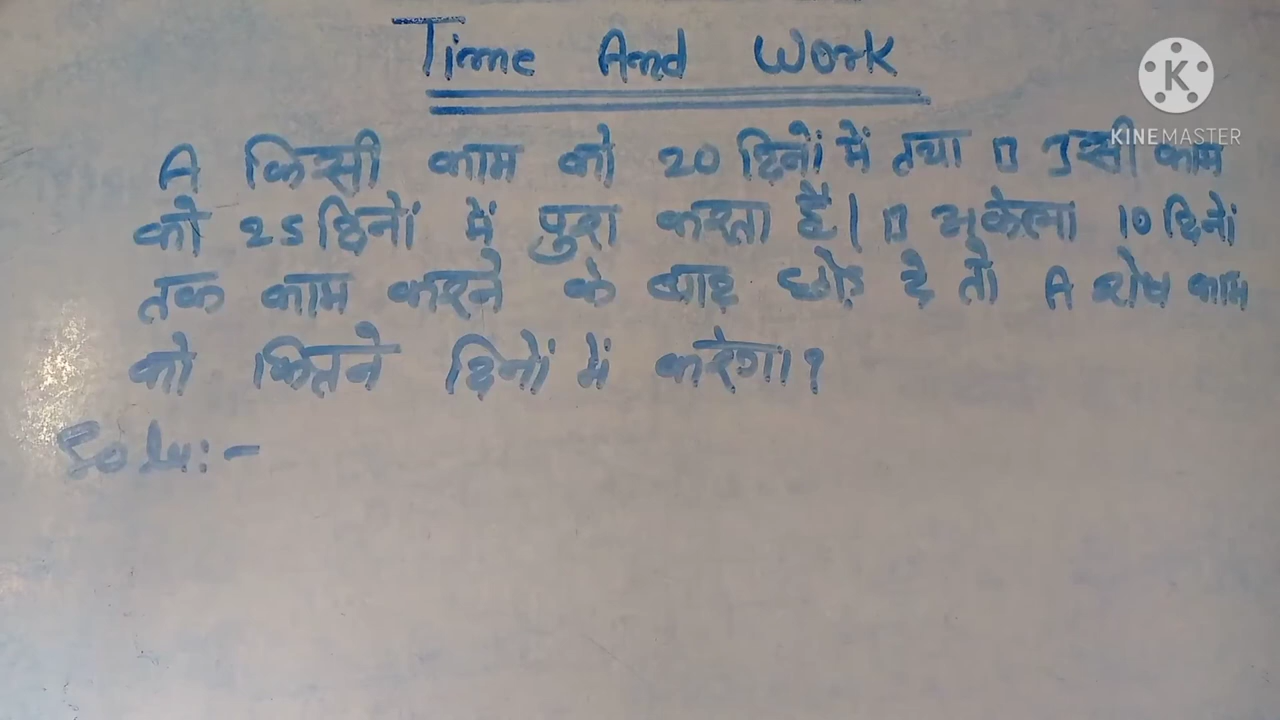 Time And Work
KINEMASTER
A किसी काम को 20 दिनों में तथा B उसी काम
को 25 दिनों में पुरा करता हैं। B अकेला 10 दिनों
तक काम करने के बाद छोड़ दे तो A शेष काम
को कितने दिनों में करेगा?
Solu:-